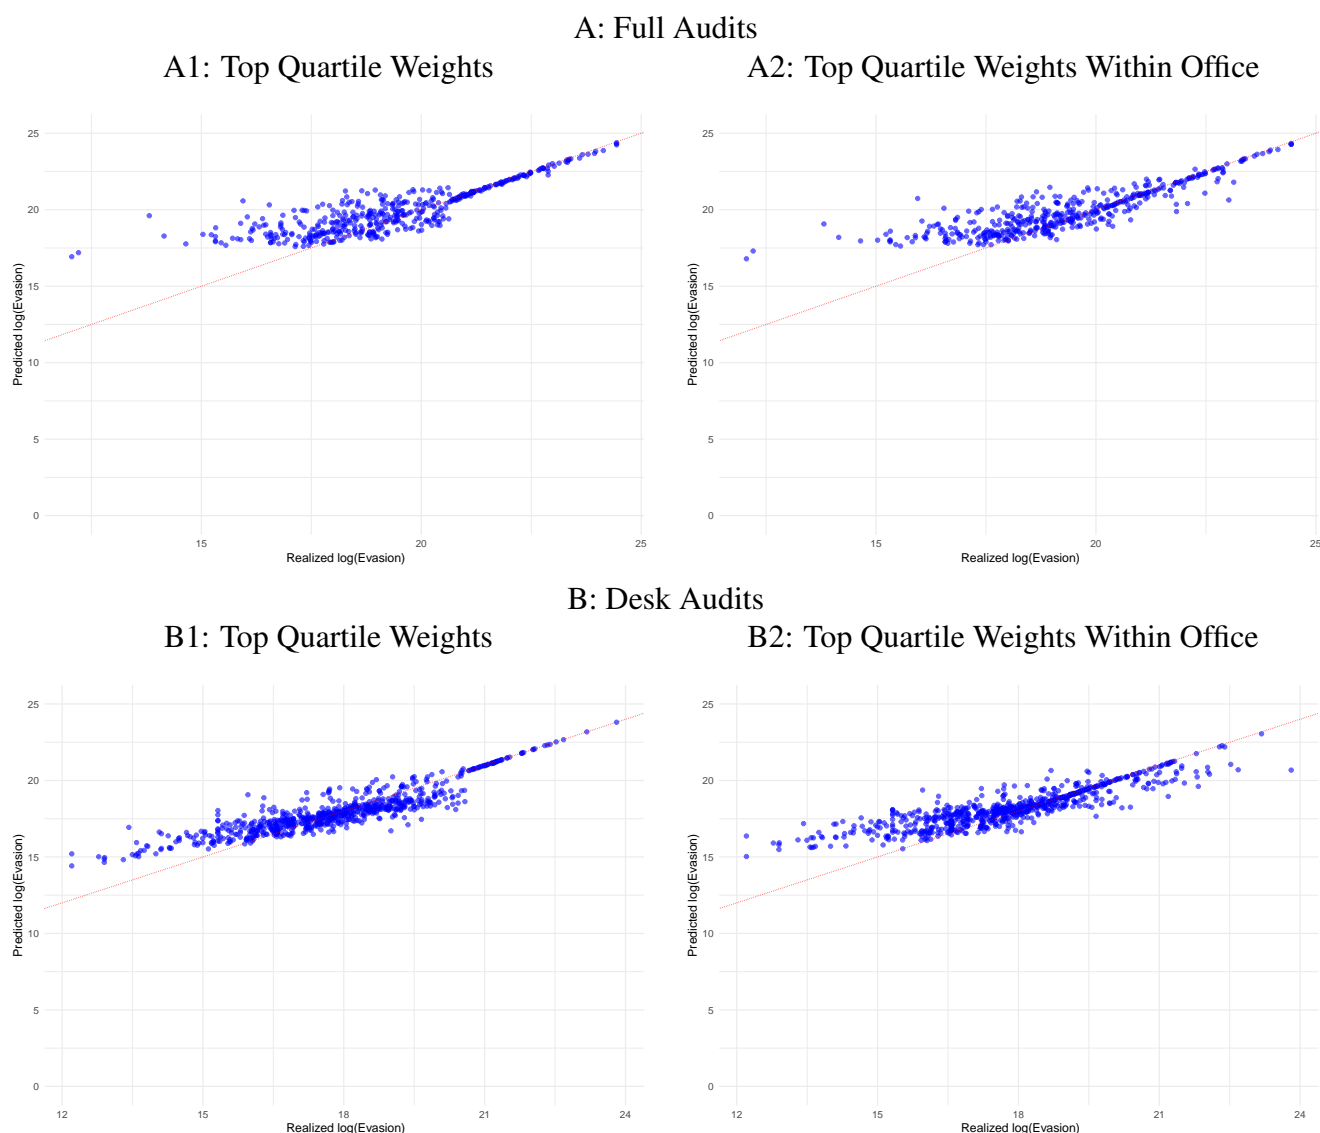 A: Full Audits
A1: Top Quartile Weights
A2: Top Quartile Weights Within Office
25
20
15
10
5
0
Predicted log(Evasion)
15
20
25
Realized log(Evasion)
25
20
15
10
5
0
Predicted log(Evasion)
15
20
25
Realized log(Evasion)
B: Desk Audits
B1: Top Quartile Weights
B2: Top Quartile Weights Within Office
25
20
15
10
5
0
Predicted log(Evasion)
12
15
18
21
24
Realized log(Evasion)
25
20
15
10
5
0
Predicted log(Evasion)
12
15
18
21
24
Realized log(Evasion)